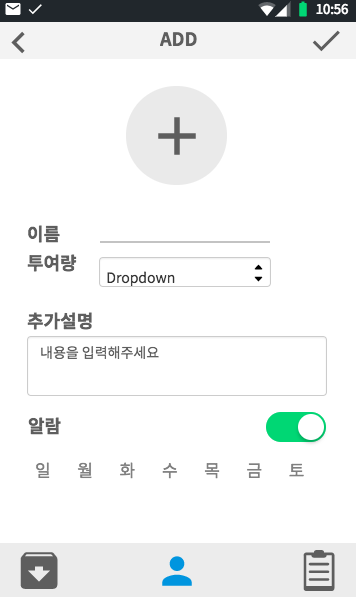 10:56
ADD
이름
투여량
Dropdown
추가설명
내용을 입력해주세요
알람
일 월 화 수 목 금 토